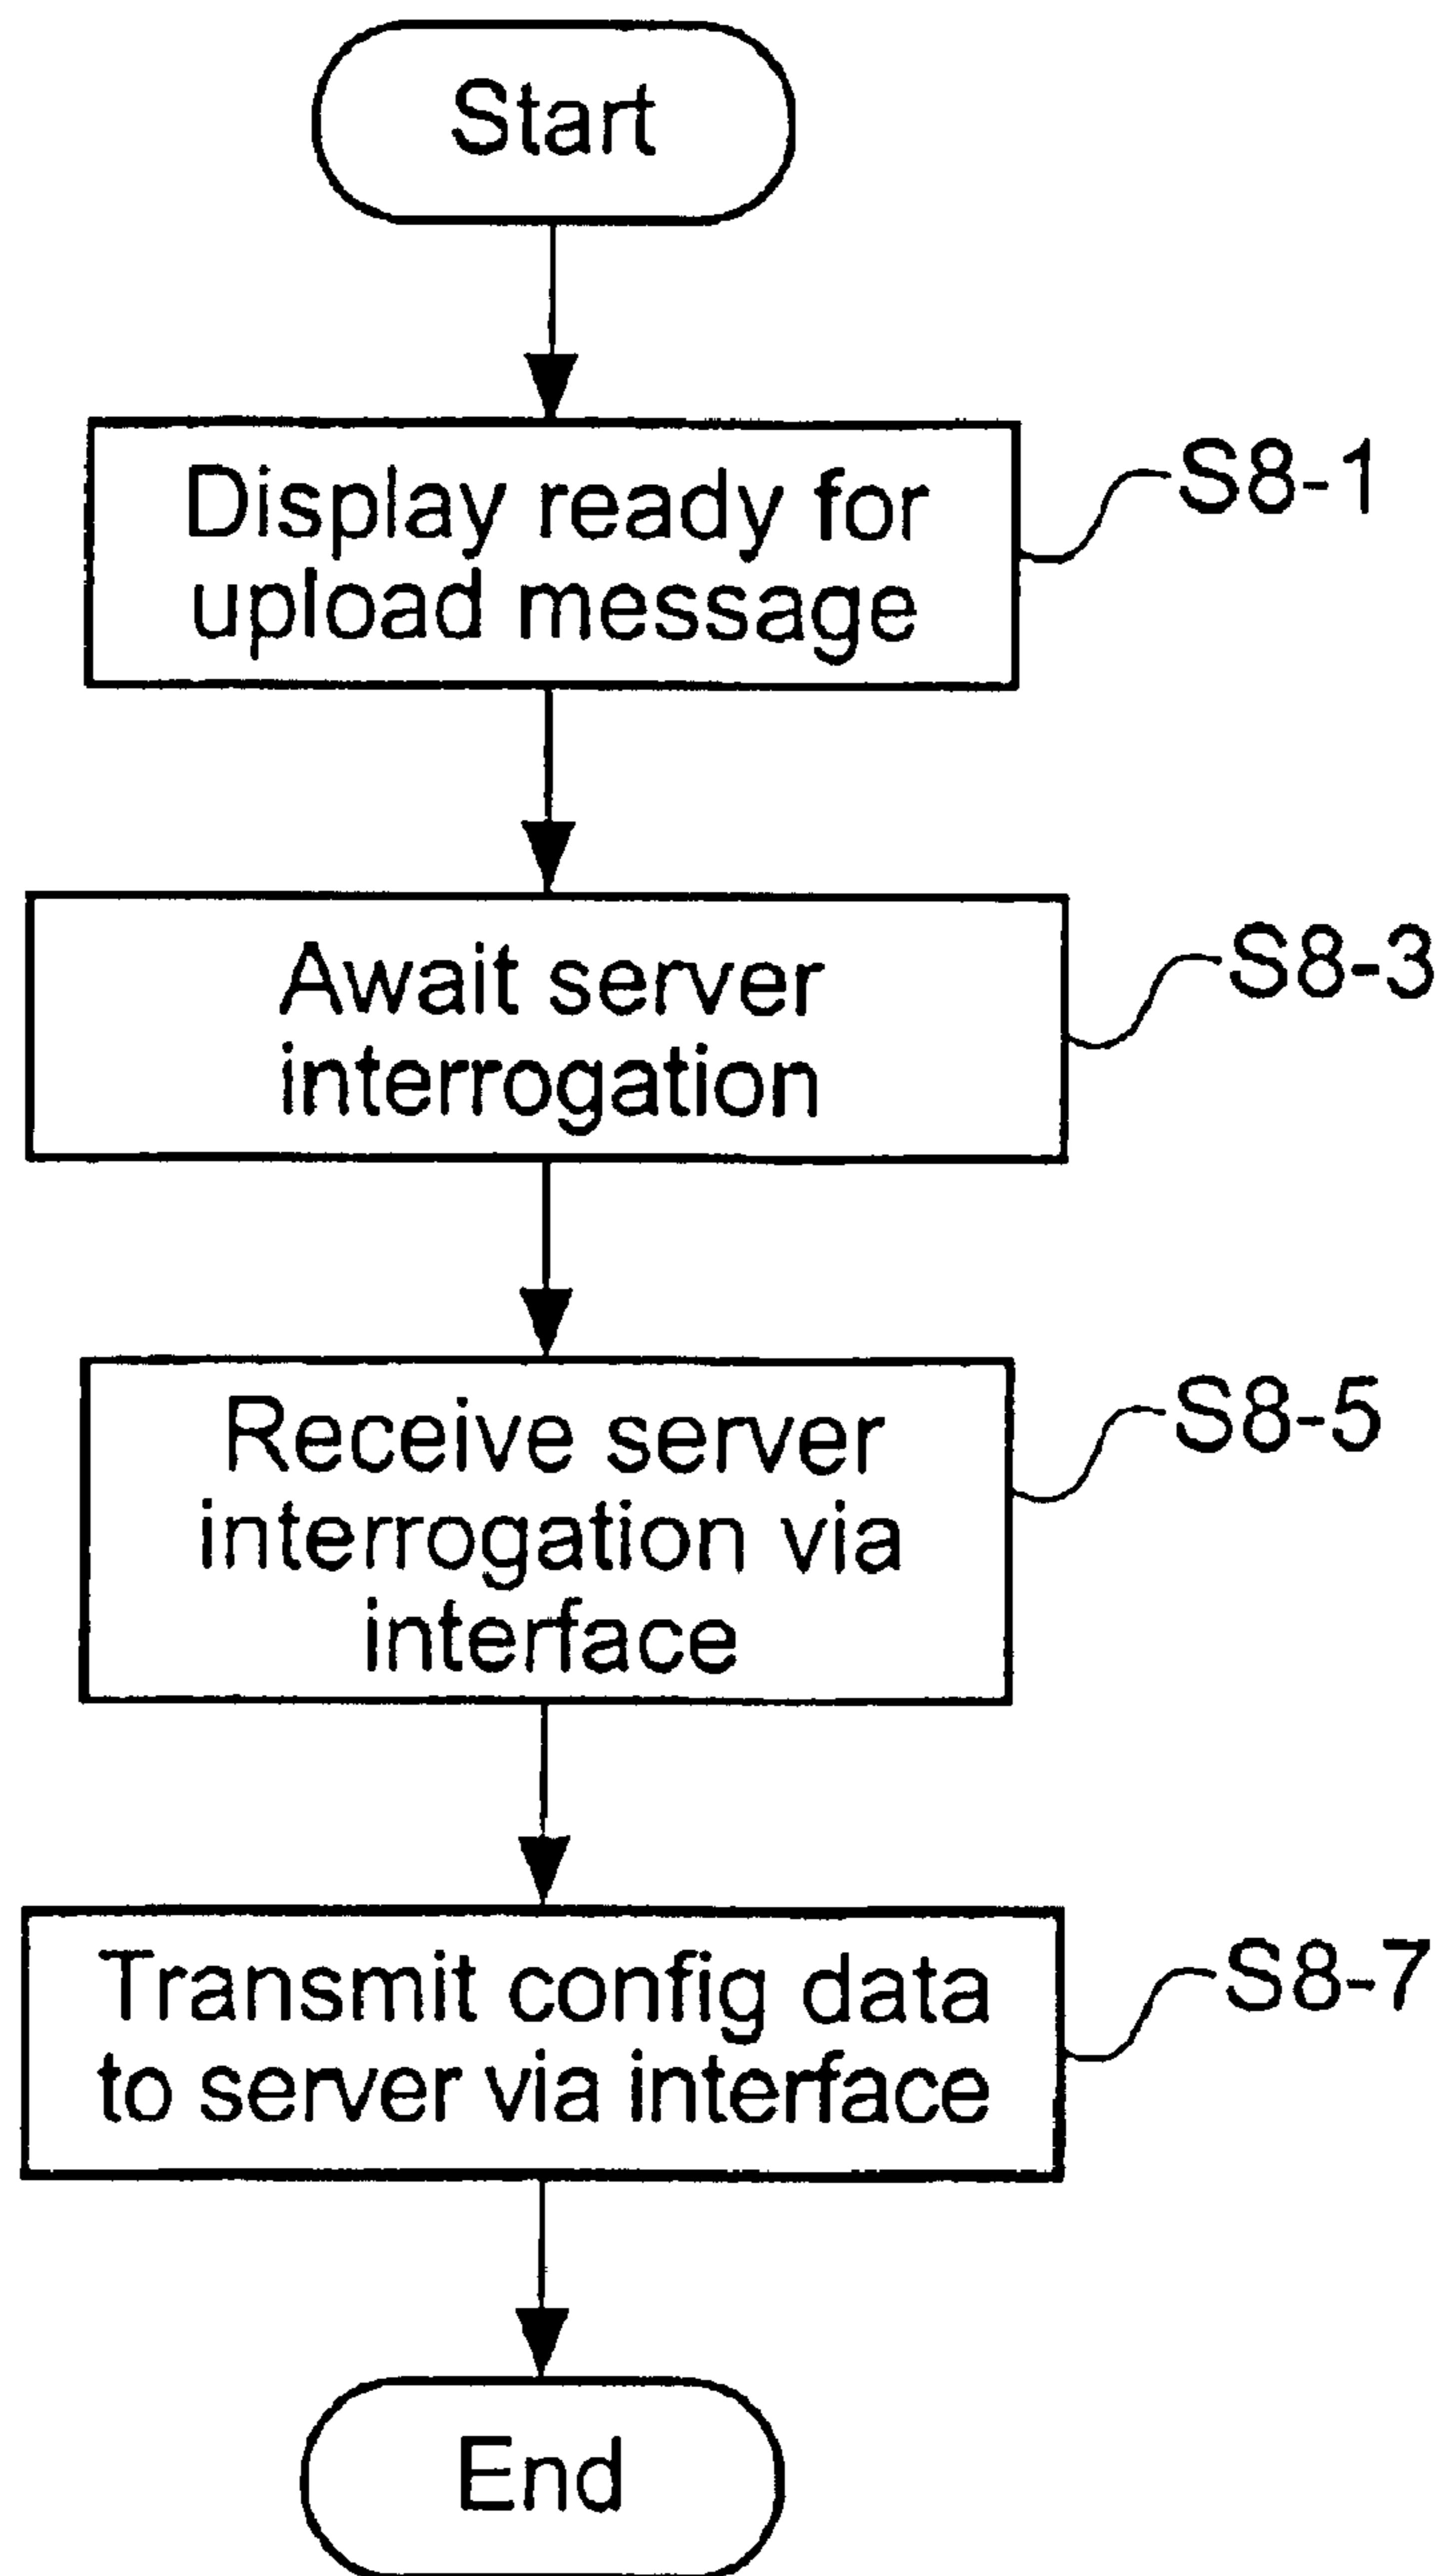 Start
Display ready for
upload message
S8-1
Await server
interrogation
S8-3
Receive server
interrogation via
interface
S8-5
Transmit config data
to server via interface
S8-7
End